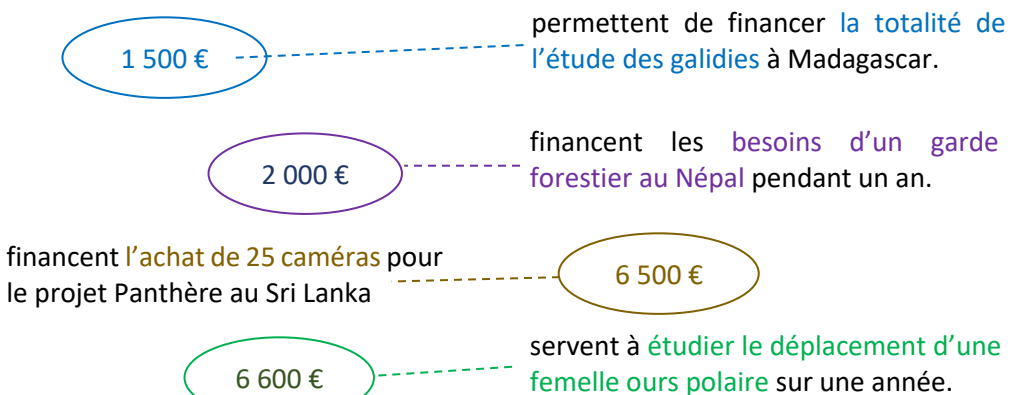 1 500 €
permettent de financer la totalité de
l’étude des galidies à Madagascar.
2 000 €
financent les besoins d’un garde
forestier au Népal pendant un an.
financent l’achat de 25 caméras pour
le projet Panthère au Sri Lanka
6 500 €
6 600 €
servent à étudier le déplacement d’une
femelle ours polaire sur une année.